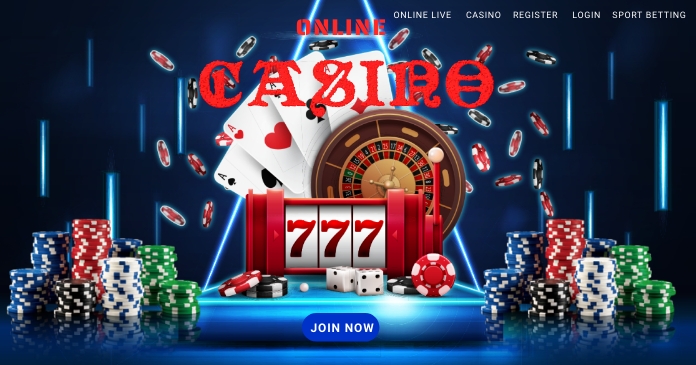 ONLINE LIVE CASINO REGISTER LOGIN SPORT BETTING
ONLINE
CASINO
A
A
777
JOIN NOW